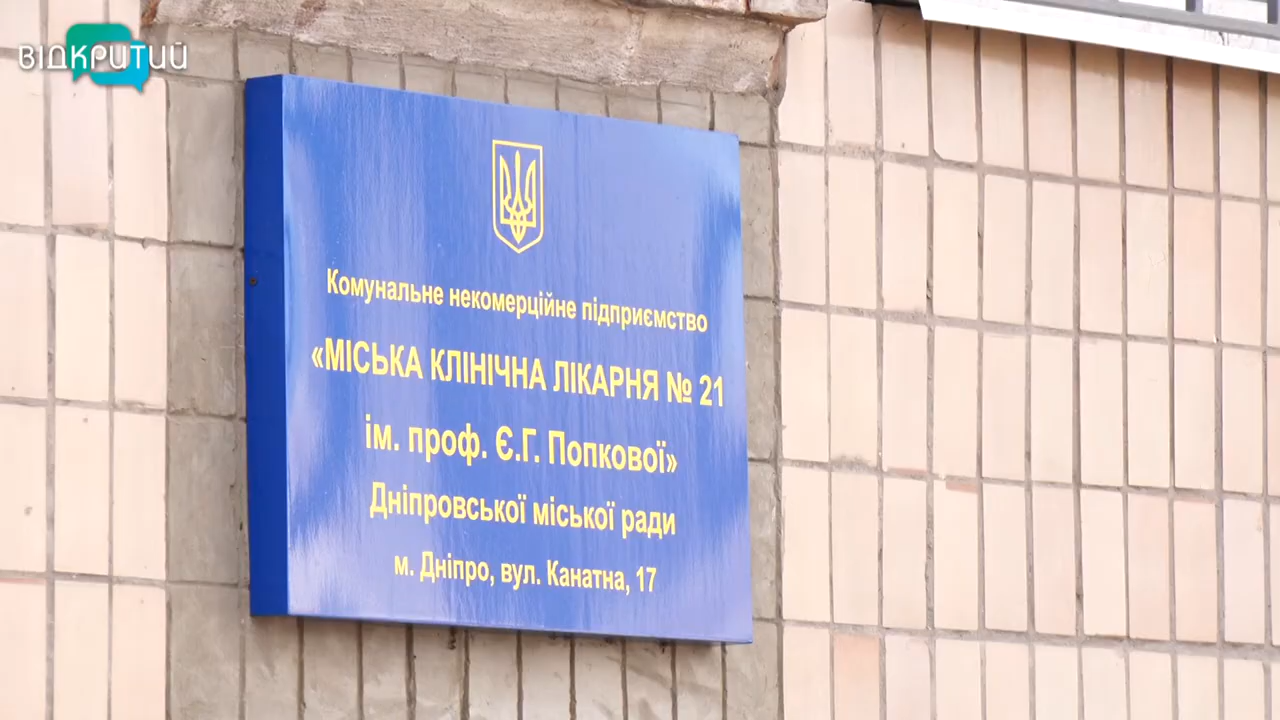 ВІДКРИТИЙ
Комунальне некомерційне підприємство
«МІСЬКА КЛІНІЧНА ЛІКАРНЯ № 21
ім. проф. Є.Г. Попкової»
Дніпровської міської ради
м. Дніпро, вул. Канатна, 17